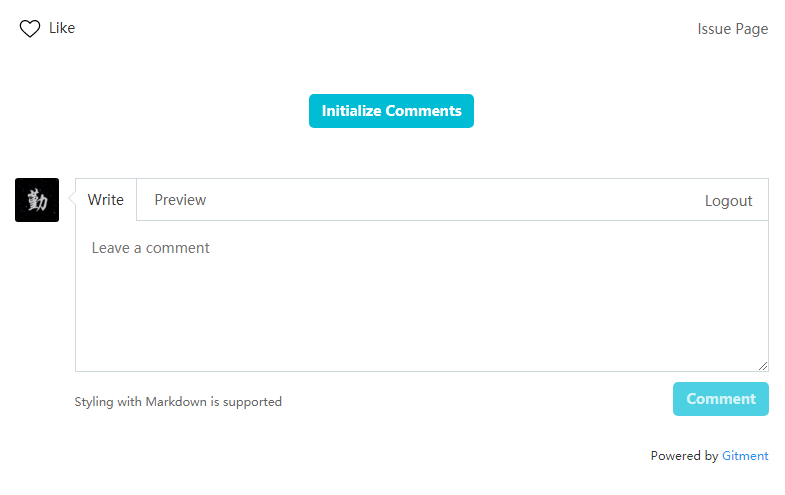 Like Issue Page
Initialize Comments
勤
Write Preview Logout
Leave a comment
Styling with Markdown is supported Comment
Powered by Gitment